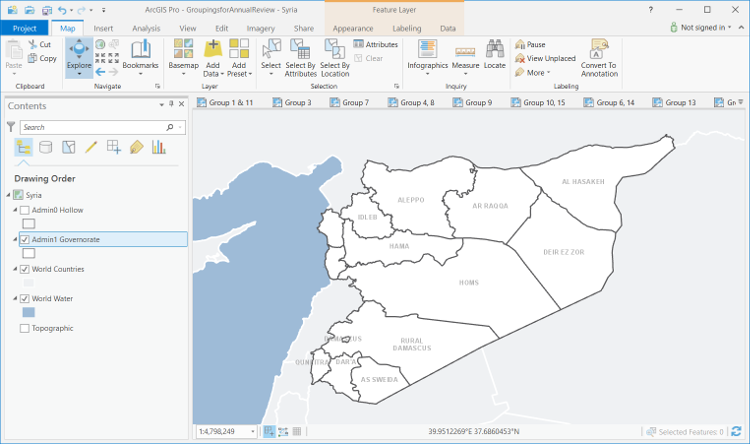 ArcGIS Pro - GroupingsforAnnualReview - Syria
Feature Layer
Project Map Insert Analysis View Edit Imagery Share Appearance Labeling Data
Not signed in
Paste Cut Copy
Explore Bookmarks
Basemap Add Data Add Preset
Select Select By Attributes Select By Location Attributes Clear
Infographics Measure Locate
Pause View Unplaced More Convert To Annotation
Clipboard Navigate Layer Selection Inquiry Labeling
Contents
Group 1 & 11 Group 3 Group 7 Group 4, 8 Group 9 Group 10, 15 Group 6, 14 Group 13 Gr
Search
Drawing Order
Syria
Admin0 Hollow
Admin1 Governorate
World Countries
World Water
Topographic
AL HASAKEH
ALEPPO
AR RAQQA
IDLEB
HAMA
DEIR EZ ZOR
HOMS
RURAL
DAMASCUS
DAR'A
AS SWEIDA
1:4,798,249
39.9512269°E 37.6860453°N
Selected Features: 0